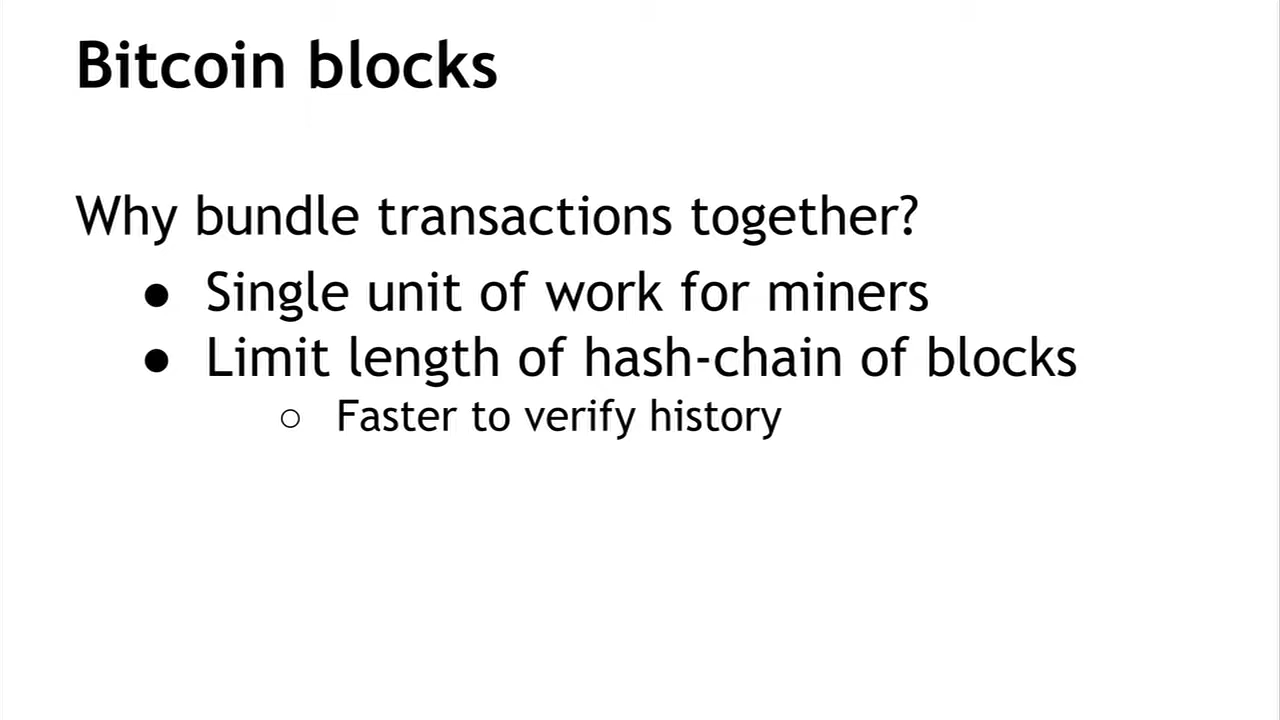 Bitcoin blocks
Why bundle transactions together?
● Single unit of work for miners
● Limit length of hash-chain of blocks
○ Faster to verify history